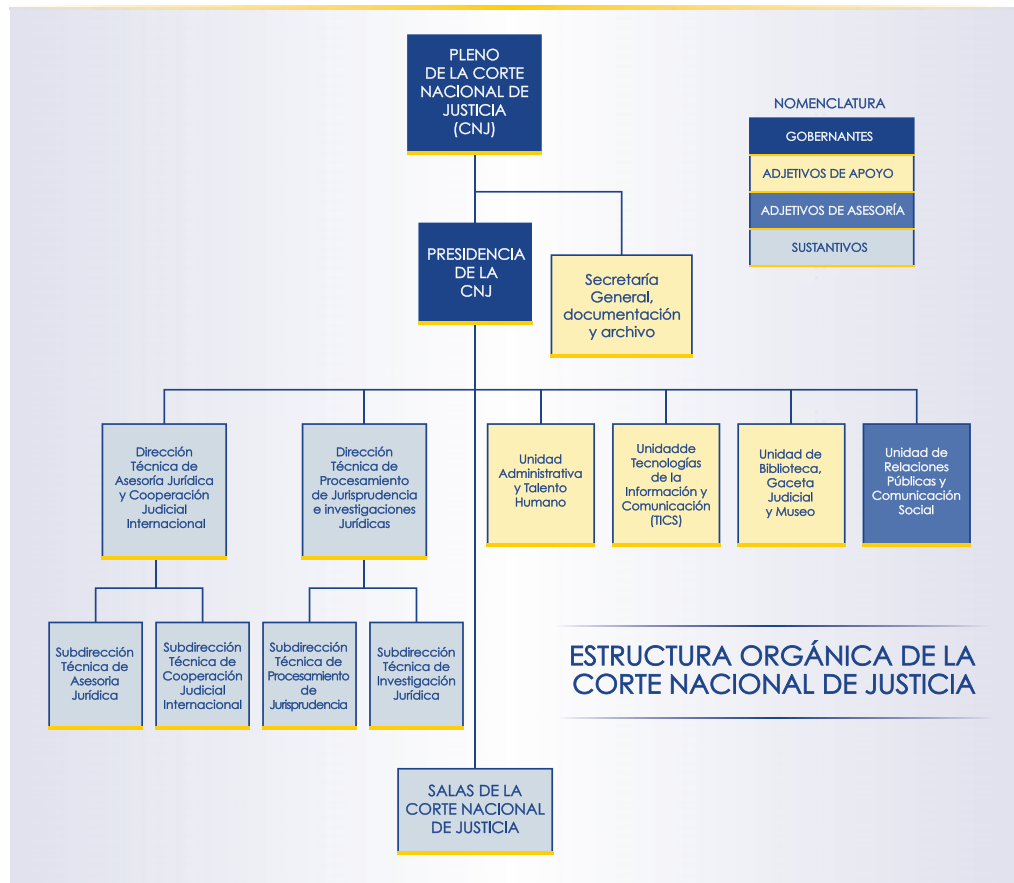 PLENO
DE LA CORTE
NACIONAL DE
JUSTICIA
(CNJ)
NOMENCLATURA
GOBERNANTES
ADJETIVOS DE APOYO
ADJETIVOS DE ASESORÍA
SUSTANTIVOS
PRESIDENCIA
DE LA
CNJ
Secretaría
General,
documentación
y archivo
Dirección
Técnica de
Asesoría Jurídica
y Cooperación
Judicial
Internacional
Dirección
Técnica de
Procesamiento
de Jurisprudencia
e investigaciones
Jurídicas
Unidad
Administrativa
y Talento
Humano
Unidadde
Tecnologías
de la
Información y
Comunicación
(TICS)
Unidad de
Biblioteca,
Gaceta
Judicial
y Museo
Unidad de
Relaciones
Públicas y
Comunicación
Social
Subdirección
Técnica de
Asesoria
Jurídica
Subdirección
Técnica de
Cooperación
Judicial
Internacional
Subdirección
Técnica de
Procesamiento
de
Jurisprudencia
Subdirección
Técnica de
Investigación
Jurídica
ESTRUCTURA ORGÁNICA DE LA
CORTE NACIONAL DE JUSTICIA
SALAS DE LA
CORTE NACIONAL
DE JUSTICIA